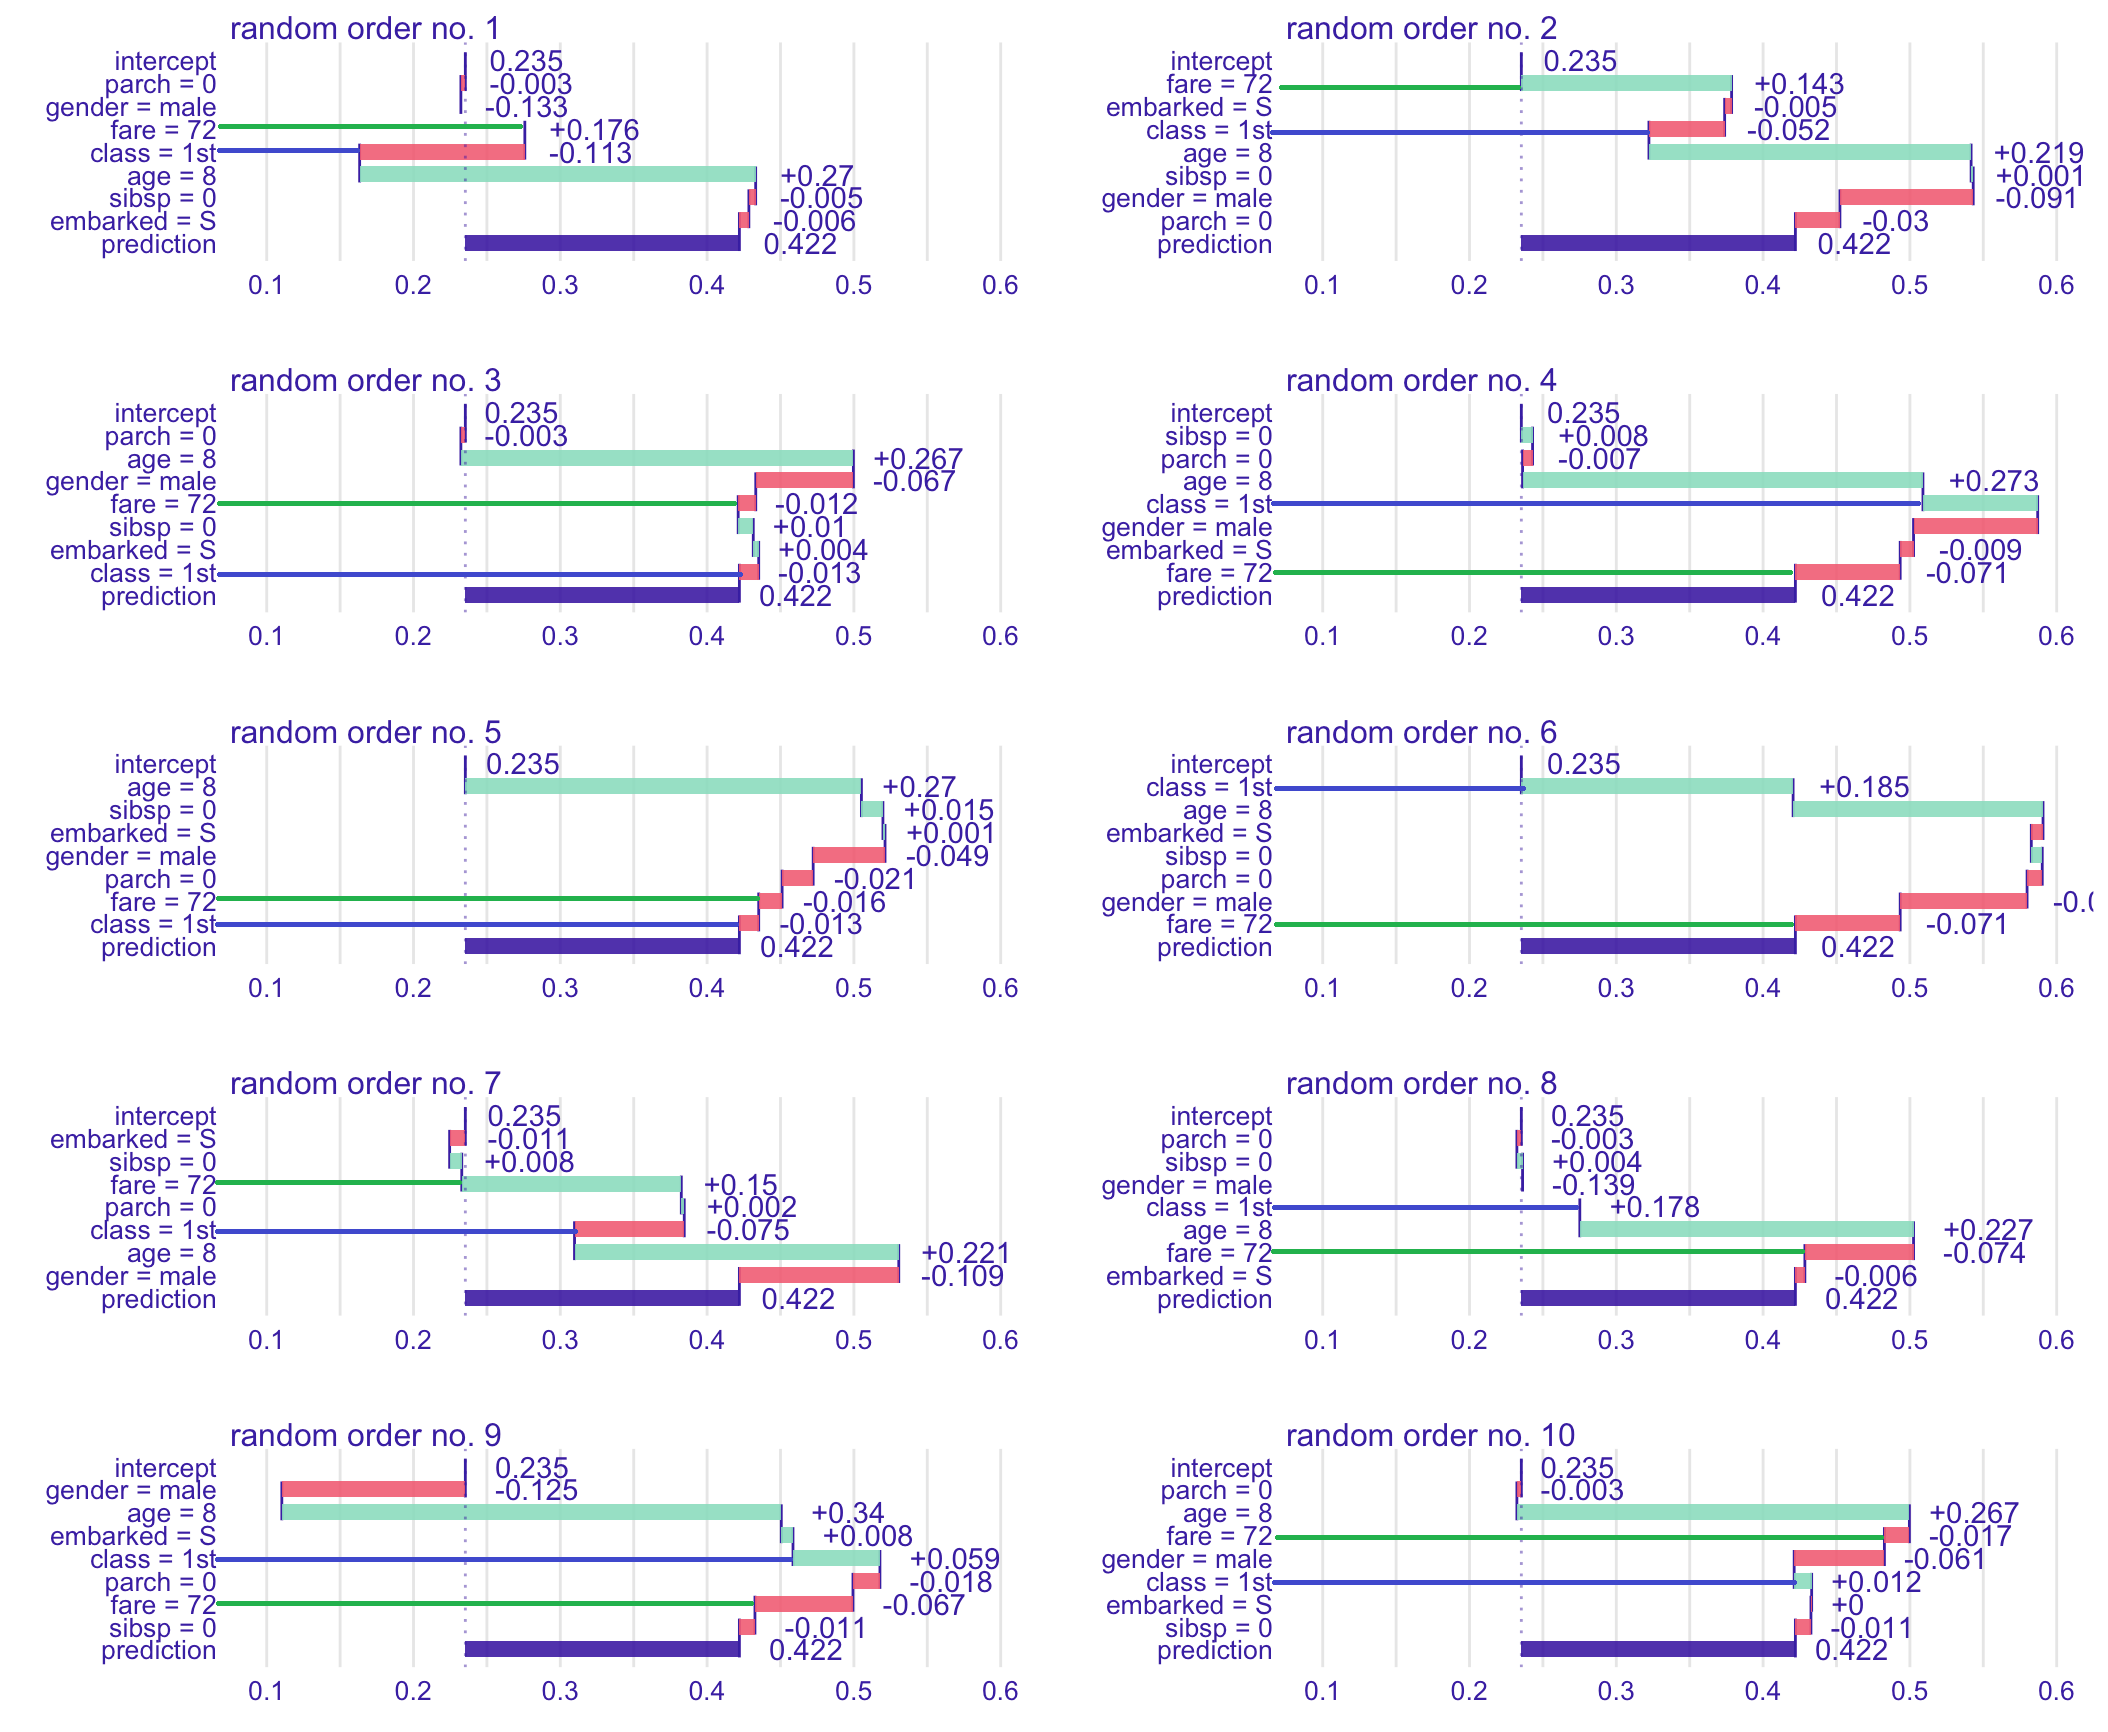 random order no. 1
intercept 0.235
parch = 0 -0.003
gender = male -0.133
fare = 72 +0.176
class = 1st -0.113
age = 8 +0.27
sibsp = 0 -0.005
embarked = S -0.006
prediction 0.422
0.1 0.2 0.3 0.4 0.5 0.6
random order no. 2
intercept 0.235
fare = 72 +0.143
embarked = S -0.005
class = 1st -0.052
age = 8 +0.219
sibsp = 0 +0.001
gender = male -0.091
parch = 0 -0.03
prediction 0.422
0.1 0.2 0.3 0.4 0.5 0.6
random order no. 3
intercept 0.235
parch = 0 -0.003
age = 8 +0.267
gender = male -0.067
fare = 72 -0.012
sibsp = 0 +0.01
embarked = S +0.004
class = 1st -0.013
prediction 0.422
0.1 0.2 0.3 0.4 0.5 0.6
random order no. 4
intercept 0.235
sibsp = 0 +0.008
parch = 0 -0.007
age = 8 +0.273
class = 1st
gender = male
embarked = S -0.009
fare = 72 -0.071
prediction 0.422
0.1 0.2 0.3 0.4 0.5 0.6
random order no. 5
intercept 0.235
age = 8 +0.27
sibsp = 0 +0.015
embarked = S +0.001
gender = male -0.049
parch = 0 -0.021
fare = 72 -0.016
class = 1st -0.013
prediction 0.422
0.1 0.2 0.3 0.4 0.5 0.6
random order no. 6
intercept 0.235
class = 1st +0.185
age = 8
embarked = S
sibsp = 0
parch = 0
gender = male
fare = 72 -0.071
prediction 0.422
0.1 0.2 0.3 0.4 0.5 0.6
random order no. 7
intercept 0.235
embarked = S -0.011
sibsp = 0 +0.008
fare = 72 +0.15
parch = 0 +0.002
class = 1st -0.075
age = 8 +0.221
gender = male -0.109
prediction 0.422
0.1 0.2 0.3 0.4 0.5 0.6
random order no. 8
intercept 0.235
parch = 0 -0.003
sibsp = 0 +0.004
gender = male -0.139
class = 1st +0.178
age = 8 +0.227
fare = 72 -0.074
embarked = S -0.006
prediction 0.422
0.1 0.2 0.3 0.4 0.5 0.6
random order no. 9
intercept 0.235
gender = male -0.125
age = 8 +0.34
embarked = S +0.008
class = 1st +0.059
parch = 0 -0.018
fare = 72 -0.067
sibsp = 0 -0.011
prediction 0.422
0.1 0.2 0.3 0.4 0.5 0.6
random order no. 10
intercept 0.235
parch = 0 -0.003
age = 8 +0.267
fare = 72 -0.017
gender = male -0.061
class = 1st +0.012
embarked = S +0
sibsp = 0 -0.011
prediction 0.422
0.1 0.2 0.3 0.4 0.5 0.6